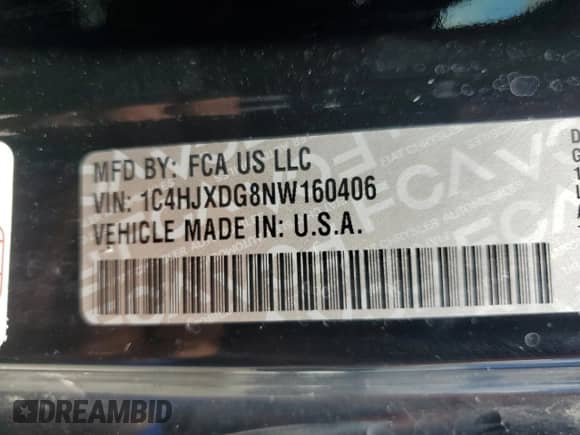 MFD BY: FCA US LLC
VIN: 1C4HJXDG8NW160406
VEHICLE MADE IN: U.S.A.
DREAMBID